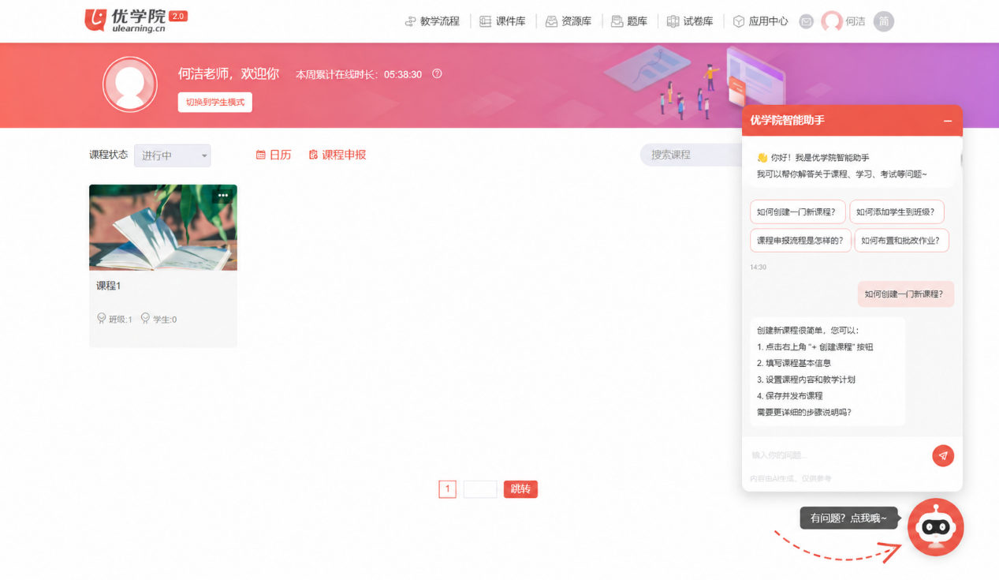 优学院 2.0
ulearning.cn
教学流程 课件库 资源库 题库 试卷库 应用中心 何洁 简
何洁老师，欢迎你 本周累计在线时长：05:38:30
切换到学生模式
课程状态 进行中 日历 课程申报 搜索课程
课程1
班级:1 学生:0
1 跳转
优学院智能助手
你好！我是优学院智能助手
我可以帮你解答关于课程、学习、考试等问题~
如何创建一门新课程？ 如何添加学生到班级？
课程申报流程是怎样的？ 如何布置和批改作业？
14:30
如何创建一门新课程？
创建新课程很简单，您可以：
1. 点击右上角 “+ 创建课程” 按钮
2. 填写课程基本信息
3. 设置课程内容和教学计划
4. 保存并发布课程
需要更详细的步骤说明吗？
输入你的问题...
内容由AI生成，仅供参考
有问题？点我哦~